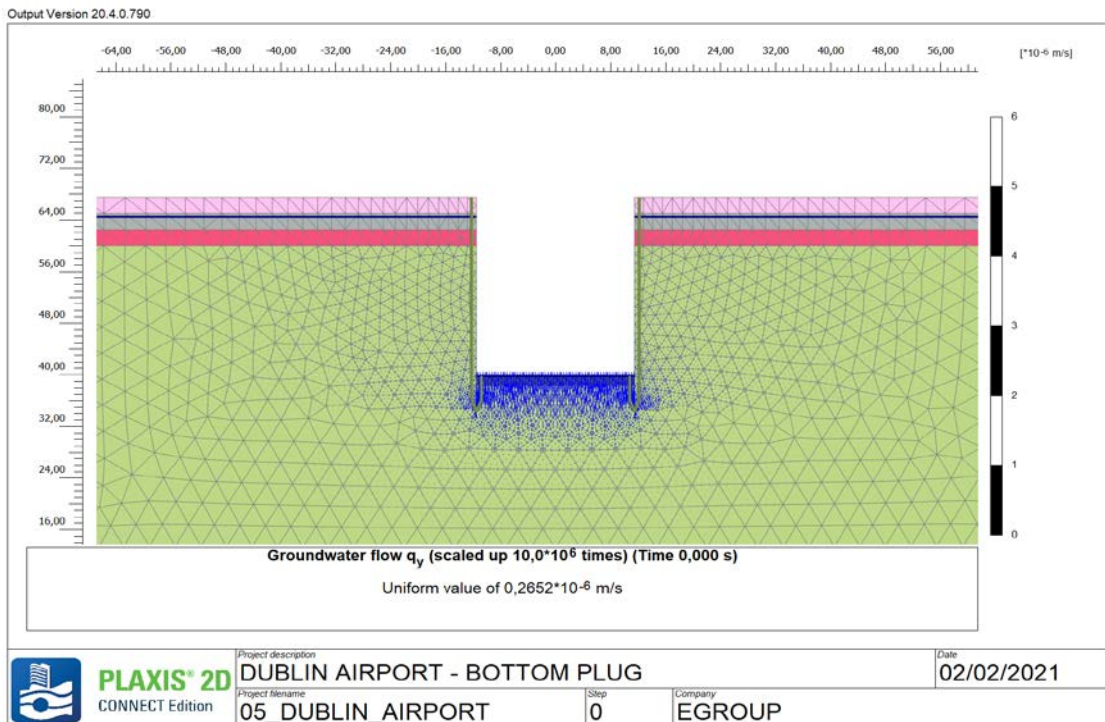 Output Version 20.4.0.790
-64,00 -56,00 -48,00 -40,00 -32,00 -24,00 -16,00 -8,00 0,00 8,00 16,00 24,00 32,00 40,00 48,00 56,00
[*10-6 m/s]
80,00
72,00
64,00
56,00
48,00
40,00
32,00
24,00
16,00
6
5
4
3
2
1
0
Groundwater flow qy (scaled up 10,0*10⁶ times) (Time 0,000 s)
Uniform value of 0,2652*10-6 m/s
PLAXIS® 2D
CONNECT Edition
Project description
DUBLIN AIRPORT - BOTTOM PLUG
Date
02/02/2021
Project filename
05_DUBLIN_AIRPORT
Step
0
Company
EGROUP